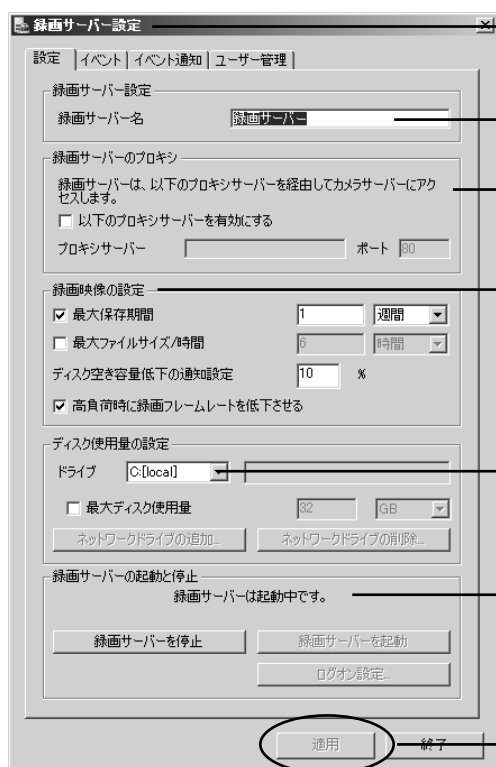 録画サーバー設定
設定 イベント イベント通知 ユーザー管理
録画サーバー設定
録画サーバー名 録画サーバー
録画サーバーのプロキシ
録画サーバーは、以下のプロキシサーバーを経由してカメラサーバーにアク
セスします。
以下のプロキシサーバーを有効にする
プロキシサーバー ポート 80
録画映像の設定
最大保存期間 1 週間
最大ファイルサイズ/時間 6 時間
ディスク空き容量低下の通知設定 10 %
高負荷時に録画フレームレートを低下させる
ディスク使用量の設定
ドライブ C:[local]
最大ディスク使用量 32 GB
ネットワークドライブの追加... ネットワークドライブの削除...
録画サーバーの起動と停止
録画サーバーは起動中です。
録画サーバーを停止 録画サーバーを起動
ログオン設定...
適用 終了